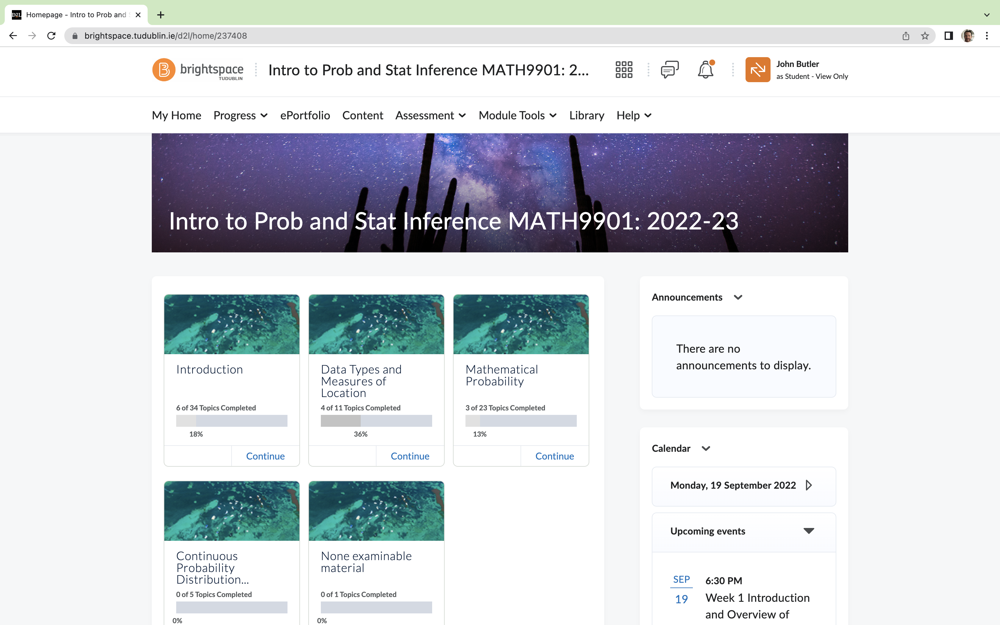 D2L Homepage - Intro to Prob and
brightspace.tudublin.ie/d2l/home/237408
brightspace
TUDUBLIN
Intro to Prob and Stat Inference MATH9901: 2...
John Butler
as Student - View Only
My Home Progress ePortfolio Content Assessment Module Tools Library Help
Intro to Prob and Stat Inference MATH9901: 2022-23
Introduction
6 of 34 Topics Completed
18%
Continue
Data Types and
Measures of
Location
4 of 11 Topics Completed
36%
Continue
Mathematical
Probability
3 of 23 Topics Completed
13%
Continue
Continuous
Probability
Distribution...
0 of 5 Topics Completed
0%
None examinable
material
0 of 1 Topics Completed
0%
Announcements
There are no
announcements to display.
Calendar
Monday, 19 September 2022
Upcoming events
SEP
19
6:30 PM
Week 1 Introduction
and Overview of